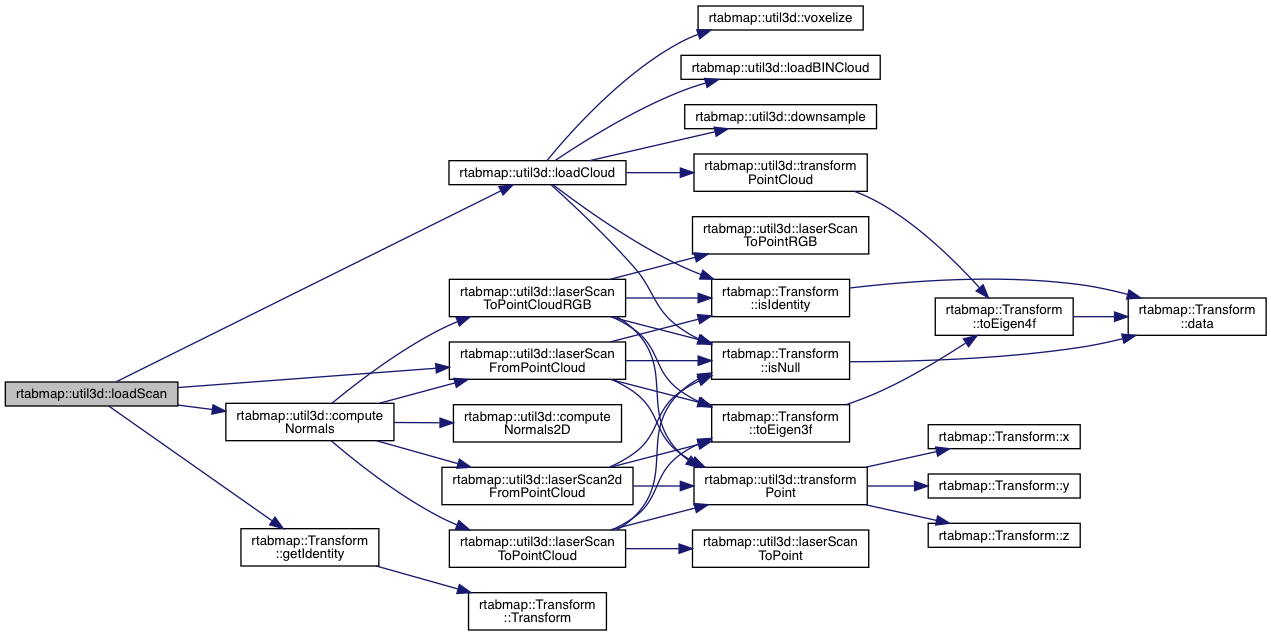 rtabmap::util3d::voxelize
rtabmap::util3d::loadBINCloud
rtabmap::util3d::downsample
rtabmap::util3d::loadCloud
rtabmap::util3d::transform
PointCloud
rtabmap::util3d::laserScan
ToPointRGB
rtabmap::util3d::laserScan
ToPointCloudRGB
rtabmap::Transform
::isIdentity
rtabmap::Transform
::toEigen4f
rtabmap::Transform
::data
rtabmap::util3d::laserScan
FromPointCloud
rtabmap::Transform
::isNull
rtabmap::util3d::loadScan
rtabmap::util3d::compute
Normals
rtabmap::util3d::compute
Normals2D
rtabmap::Transform
::toEigen3f
rtabmap::Transform::x
rtabmap::util3d::laserScan2d
FromPointCloud
rtabmap::util3d::transform
Point
rtabmap::Transform::y
rtabmap::Transform::z
rtabmap::Transform
::getIdentity
rtabmap::util3d::laserScan
ToPointCloud
rtabmap::util3d::laserScan
ToPoint
rtabmap::Transform
::Transform